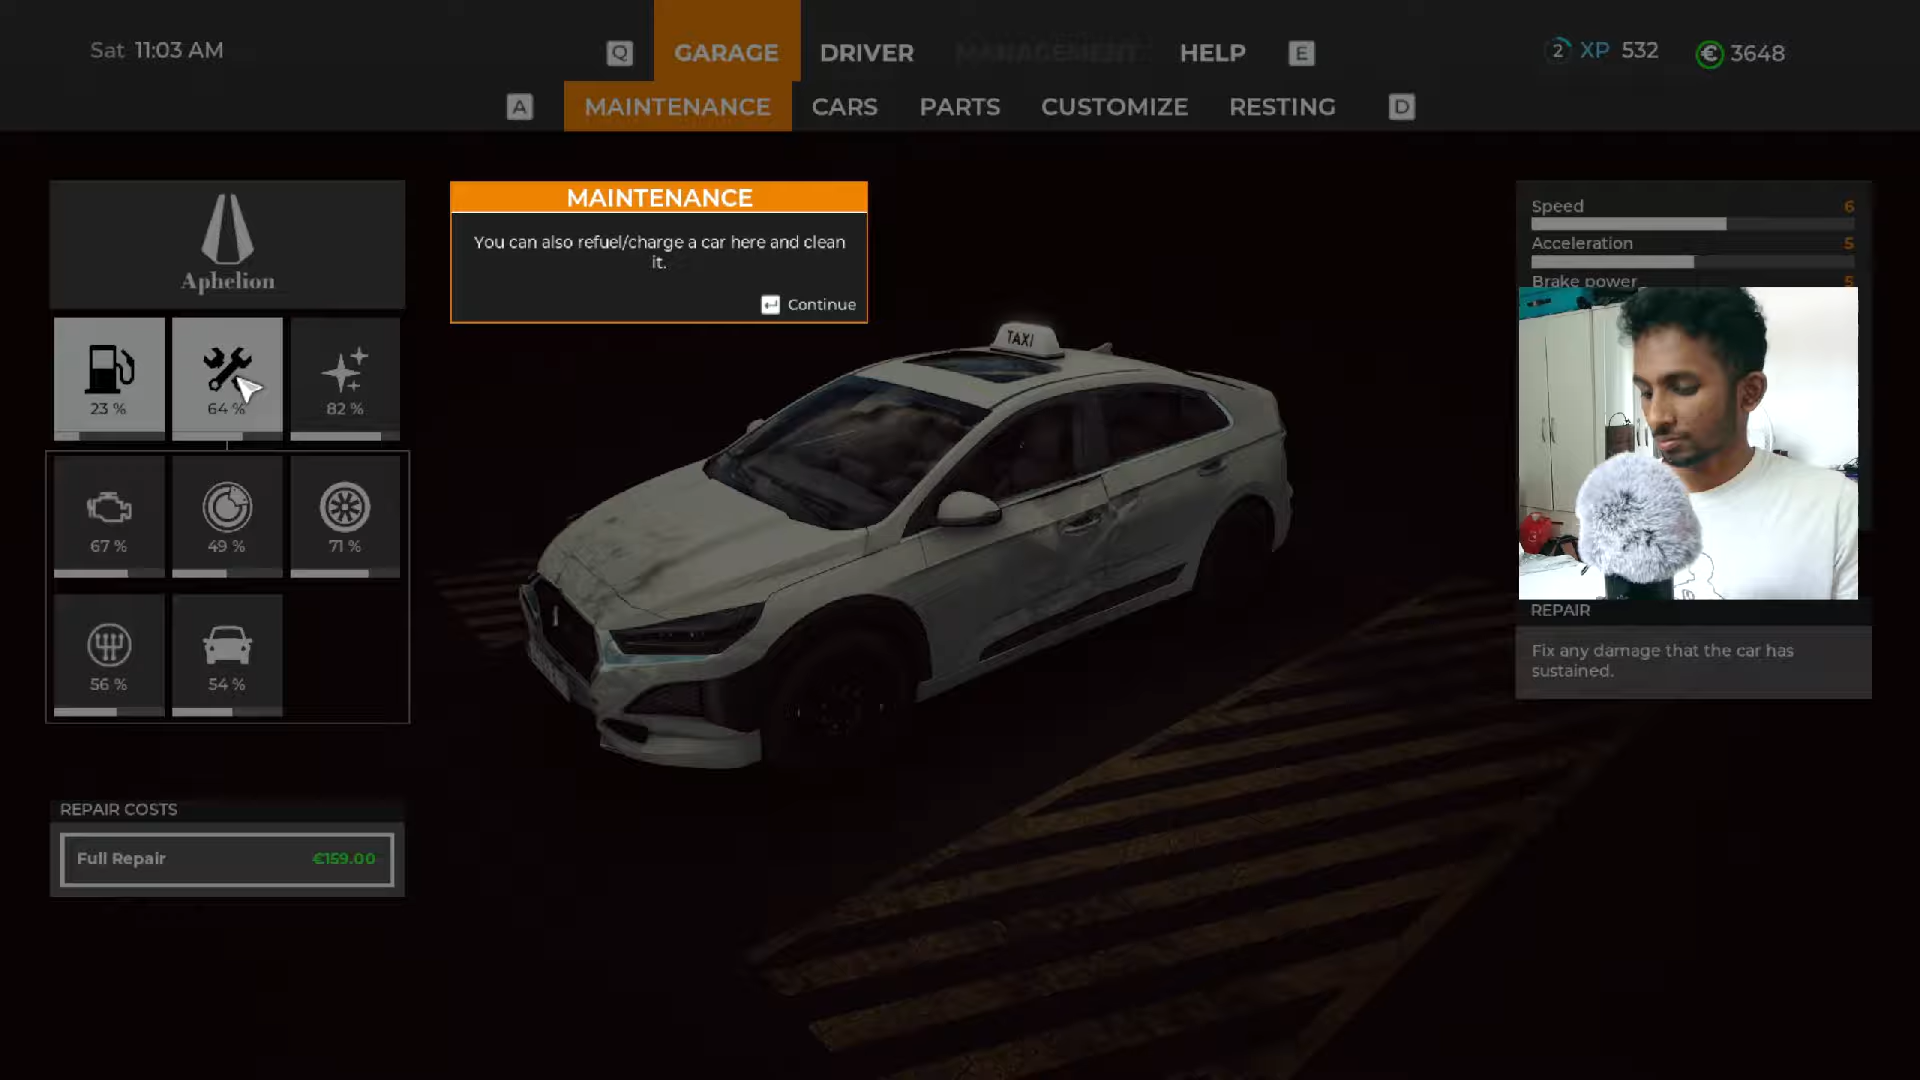 Sat 11:03 AM
Q GARAGE DRIVER MANAGEMENT HELP E
2 XP 532 € 3648
A MAINTENANCE CARS PARTS CUSTOMIZE RESTING D
Aphelion
23 %
64 %
82 %
67 %
49 %
71 %
56 %
54 %
REPAIR COSTS
Full Repair €159.00
MAINTENANCE
You can also refuel/charge a car here and clean
it.
Continue
TAXI
Speed 6
Acceleration 5
Brake power 5
REPAIR
Fix any damage that the car has
sustained.